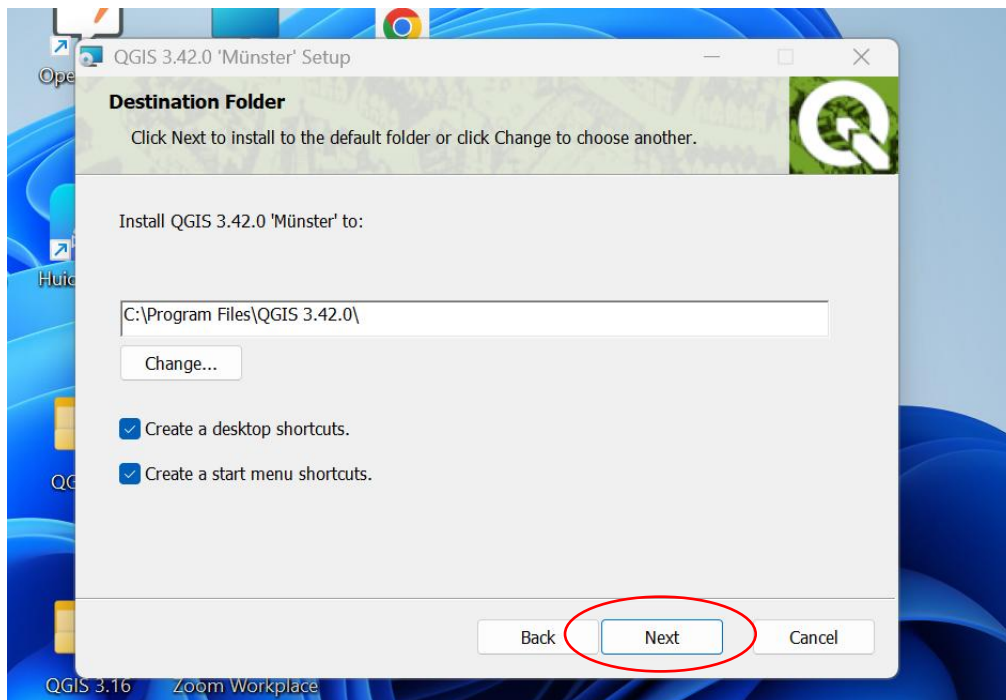 Ope
QGIS 3.42.0 'Münster' Setup
Destination Folder
Click Next to install to the default folder or click Change to choose another.
Install QGIS 3.42.0 'Münster' to:
Huic
C:\Program Files\QGIS 3.42.0\
Change...
Create a desktop shortcuts.
Create a start menu shortcuts.
QG
Back Next Cancel
QGIS 3.16 Zoom Workplace